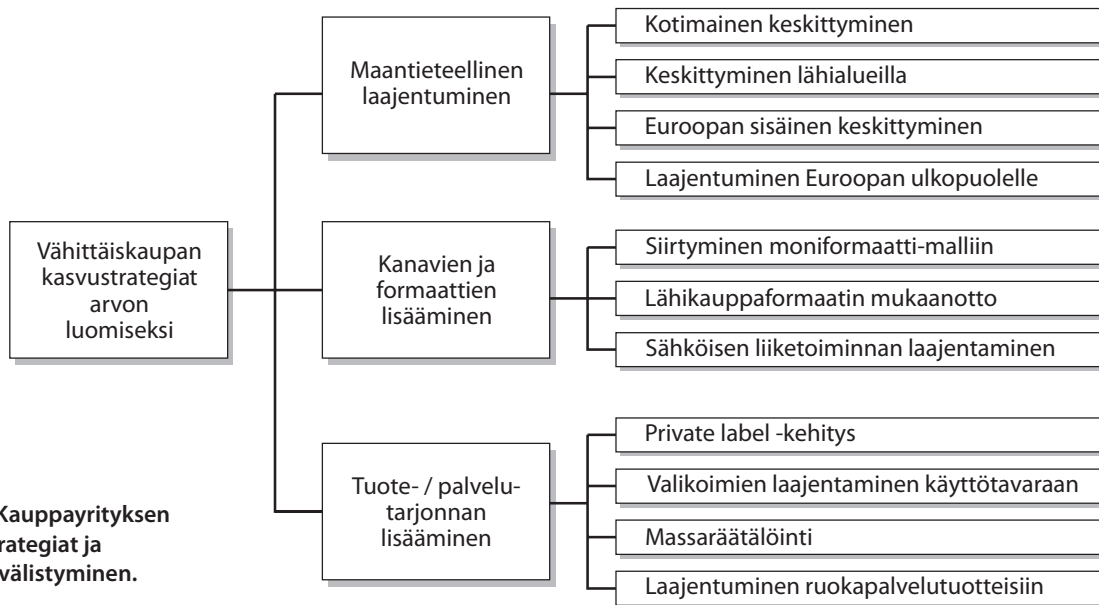 Vähittäiskaupan
kasvustrategiat
arvon
luomiseksi
Maantieteellinen
laajentuminen
Kotimainen keskittyminen
Keskittyminen lähialueilla
Euroopan sisäinen keskittyminen
Laajentuminen Euroopan ulkopuolelle
Kanavien ja
formaattien
lisääminen
Siirtyminen moniformaatti-malliin
Lähikauppaformaatin mukaanotto
Sähköisen liiketoiminnan laajentaminen
Tuote- / palvelu-
tarjonnan
lisääminen
Private label -kehitys
Valikoimien laajentaminen käyttötavaraan
Massaräätälöinti
Laajentuminen ruokapalvelutuotteisiin
Kauppayrityksen
rategiat ja
välistyminen.